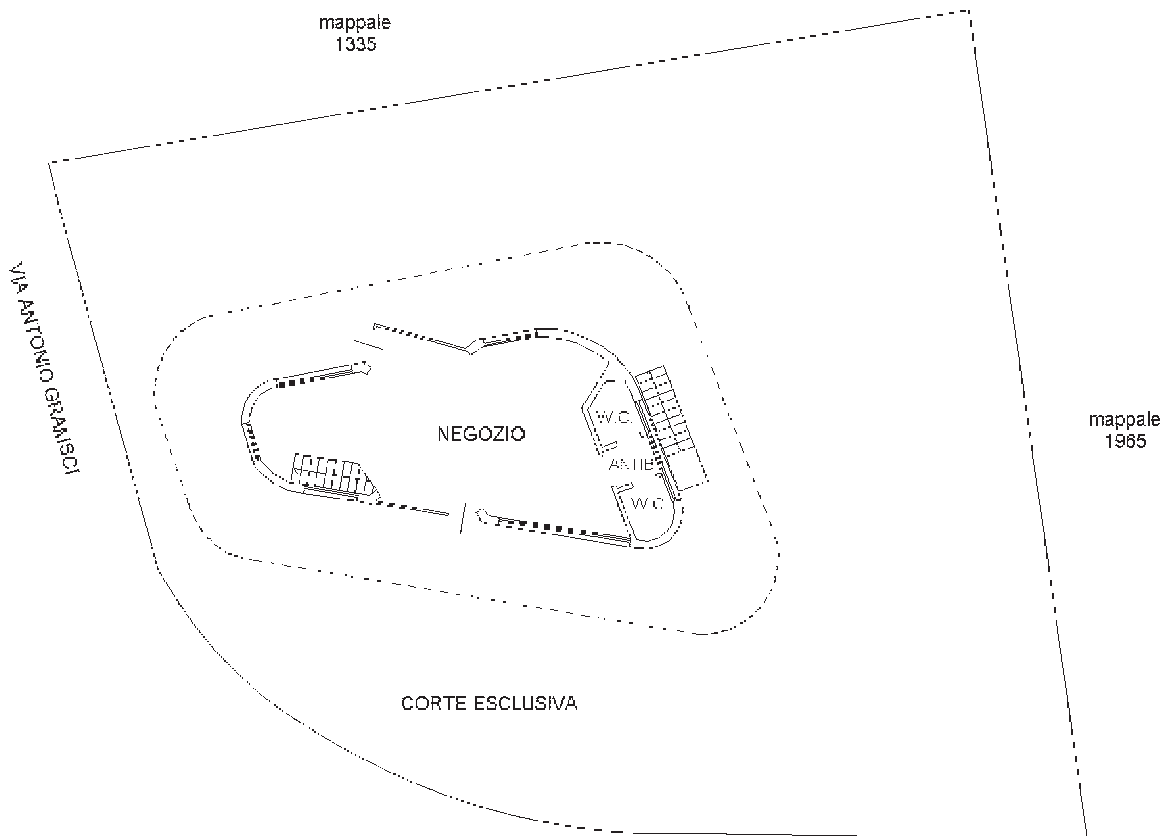 mappale
1335
VIA ANTONIO GRAMSCI
mappale
1965
W.C.
NEGOZIO
ANTIB.
W.C.
CORTE ESCLUSIVA